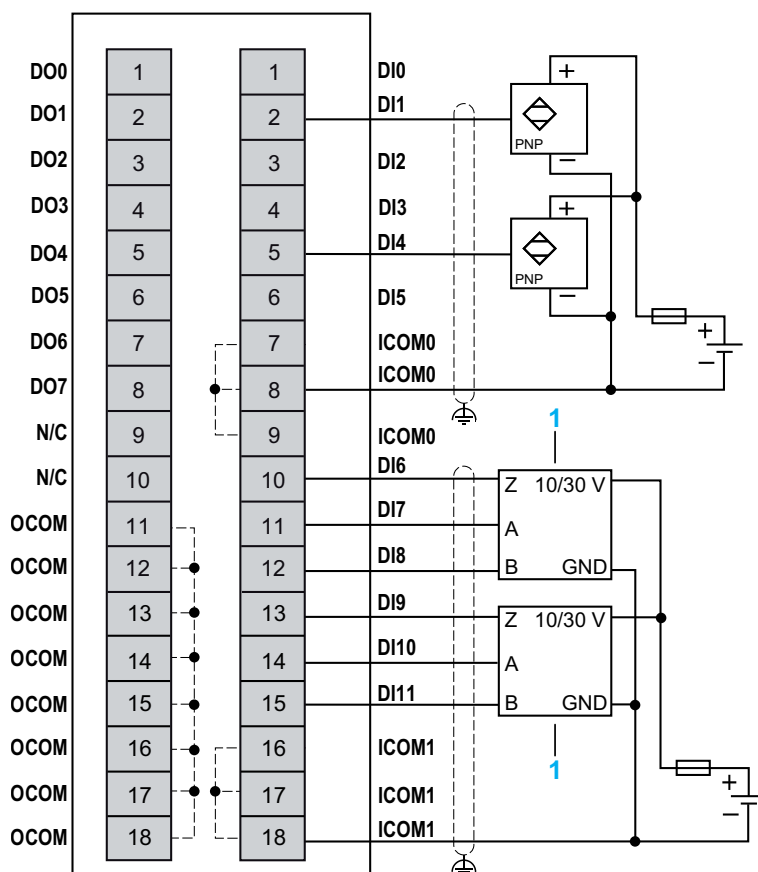 DO0 1 1 DI0
DO1 2 2 DI1
DO2 3 3 DI2
DO3 4 4 DI3
DO4 5 5 DI4
DO5 6 6 DI5
DO6 7 7 ICOM0
DO7 8 8 ICOM0
N/C 9 9 ICOM0
N/C 10 10 DI6
OCOM 11 11 DI7
OCOM 12 12 DI8
OCOM 13 13 DI9
OCOM 14 14 DI10
OCOM 15 15 DI11
OCOM 16 16 ICOM1
OCOM 17 17 ICOM1
OCOM 18 18 ICOM1
+
PNP
−
+
PNP
−
+
−
1
Z 10/30 V
A
B GND
Z 10/30 V
A
B GND
1
+
−